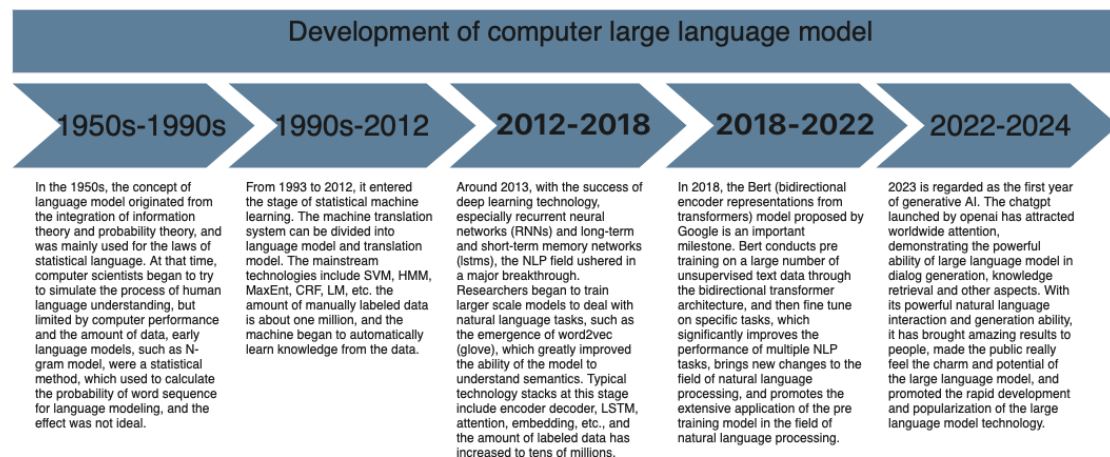 Development of computer large language model
1950s-1990s
1990s-2012
2012-2018
2018-2022
2022-2024
In the 1950s, the concept of
language model originated from
the integration of information
theory and probability theory, and
was mainly used for the laws of
statistical language. At that time,
computer scientists began to try
to simulate the process of human
language understanding, but
limited by computer performance
and the amount of data, early
language models, such as N-
gram model, were a statistical
method, which used to calculate
the probability of word sequence
for language modeling, and the
effect was not ideal.
From 1993 to 2012, it entered
the stage of statistical machine
learning. The machine translation
system can be divided into
language model and translation
model. The mainstream
technologies include SVM, HMM,
MaxEnt, CRF, LM, etc. the
amount of manually labeled data
is about one million, and the
machine began to automatically
learn knowledge from the data.
Around 2013, with the success of
deep learning technology,
especially recurrent neural
networks (RNNs) and long-term
and short-term memory networks
(lstms), the NLP field ushered in
a major breakthrough.
Researchers began to train
larger scale models to deal with
natural language tasks, such as
the emergence of word2vec
(glove), which greatly improved
the ability of the model to
understand semantics. Typical
technology stacks at this stage
include encoder decoder, LSTM,
attention, embedding, etc., and
the amount of labeled data has
increased to tens of millions.
In 2018, the Bert (bidirectional
encoder representations from
transformers) model proposed by
Google is an important
milestone. Bert conducts pre
training on a large number of
unsupervised text data through
the bidirectional transformer
architecture, and then fine tune
on specific tasks, which
significantly improves the
performance of multiple NLP
tasks, brings new changes to the
field of natural language
processing, and promotes the
extensive application of the pre
training model in the field of
natural language processing.
2023 is regarded as the first year
of generative AI. The chatgpt
launched by openai has attracted
worldwide attention,
demonstrating the powerful
ability of large language model in
dialog generation, knowledge
retrieval and other aspects. With
its powerful natural language
interaction and generation ability,
it has brought amazing results to
people, made the public really
feel the charm and potential of
the large language model, and
promoted the rapid development
and popularization of the large
language model technology.